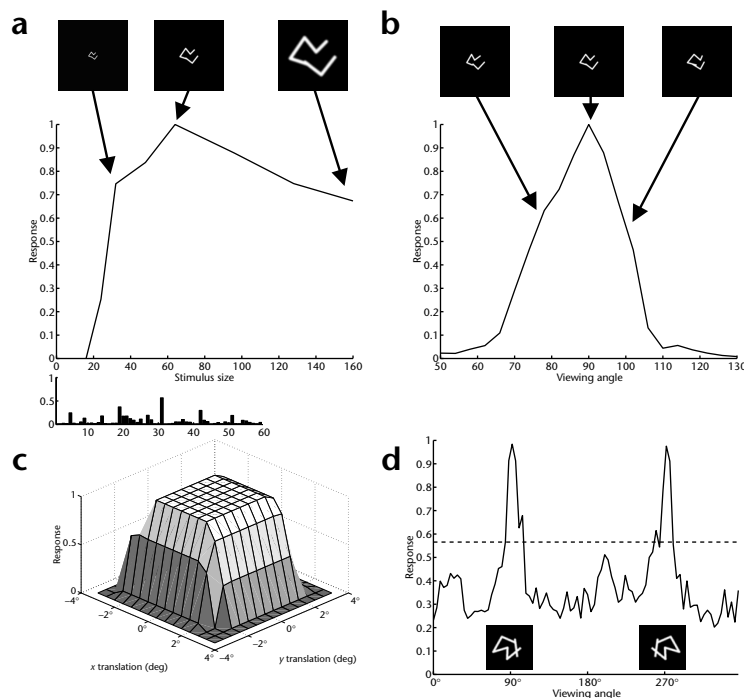 a
b
1
0.9
0.8
0.7
0.6
0.5
0.4
0.3
0.2
0.1
0
Response
0 20 40 60 80 100 120 140 160
Stimulus size
1
0.9
0.8
0.7
0.6
0.5
0.4
0.3
0.2
0.1
0
Response
50 60 70 80 90 100 110 120 130
Viewing angle
1
0.5
0
10 20 30 40 50 60
c
1
0.5
0
Response
−4° −2° 0° 2° 4°
x translation (deg)
−4° −2° 0° 2° 4°
y translation (deg)
d
1
0.9
0.8
0.7
0.6
0.5
0.4
0.3
0.2
0.1
0
Response
0° 90° 180° 270°
Viewing angle